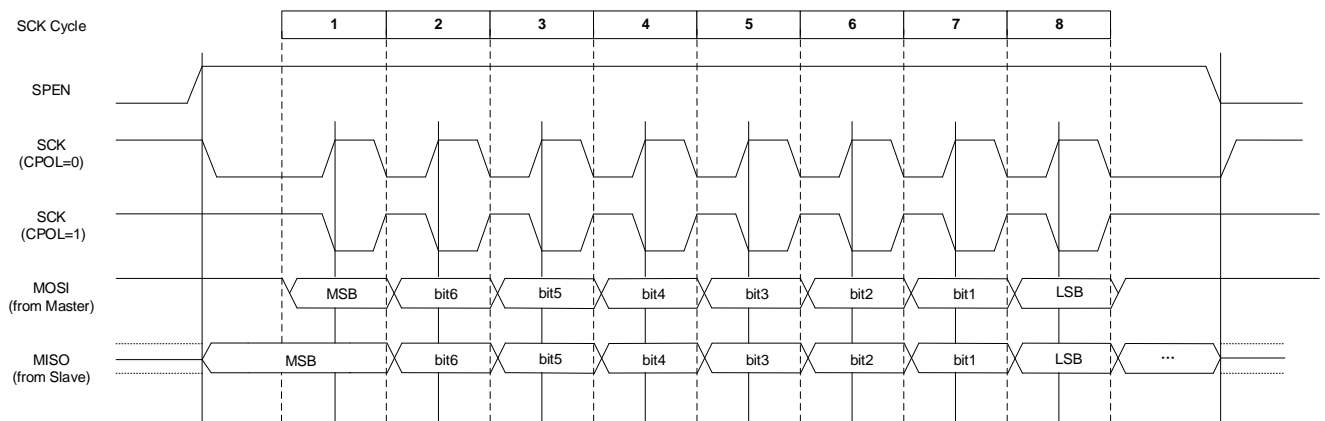 SCK Cycle 1 2 3 4 5 6 7 8
SPEN
SCK
(CPOL=0)
SCK
(CPOL=1)
MOSI
(from Master)
MSB bit6 bit5 bit4 bit3 bit2 bit1 LSB
MISO
(from Slave)
MSB bit6 bit5 bit4 bit3 bit2 bit1 LSB ...